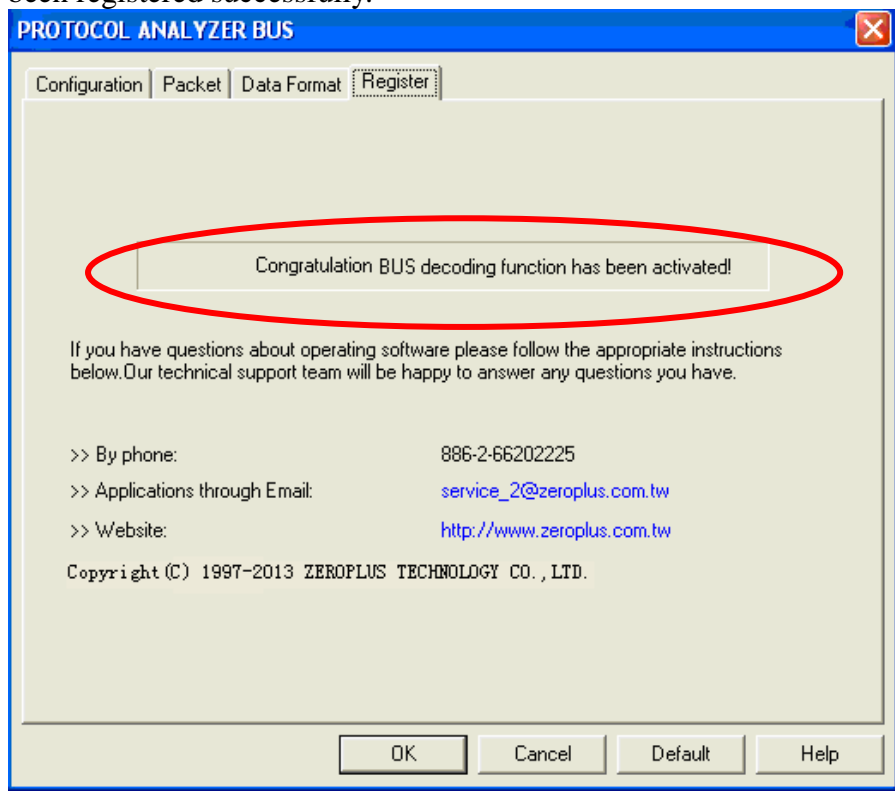 been registered successfully.
PROTOCOL ANALYZER BUS
Configuration Packet Data Format Register
Congratulation BUS decoding function has been activated!
If you have questions about operating software please follow the appropriate instructions
below.Our technical support team will be happy to answer any questions you have.
>> By phone: 886-2-66202225
>> Applications through Email: service_2@zeroplus.com.tw
>> Website: http://www.zeroplus.com.tw
Copyright(C) 1997-2013 ZEROPLUS TECHNOLOGY CO.,LTD.
OK Cancel Default Help